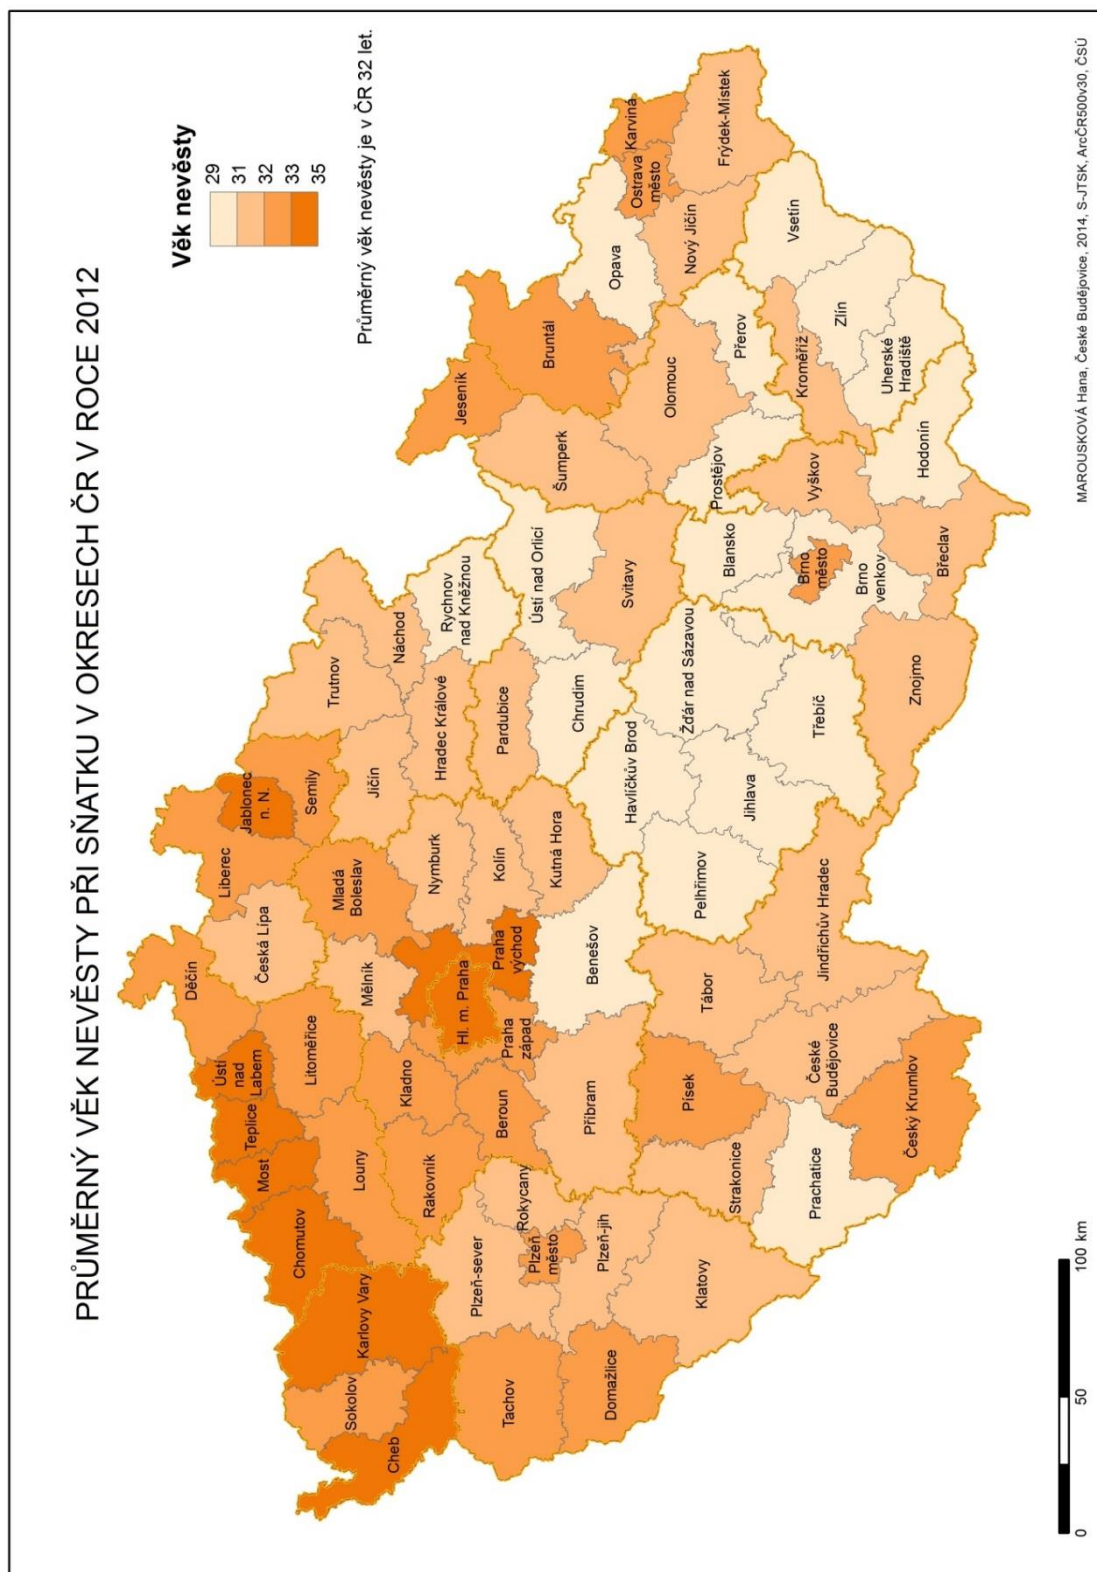 PRŮMĚRNÝ VĚK NEVĚSTY PŘI SŇATKU V OKRESECH ČR V ROCE 2012
Věk nevěsty
29
31
32
33
35
Průměrný věk nevěsty je v ČR 32 let.
Děčín
Liberec
Jablonec
n. N.
Česká Lípa
Semily
Trutnov
Ústí
nad
Labem
Teplice
Most
Litoměřice
Chomutov
Louny
Mělník
Mladá
Boleslav
Jičín
Náchod
Karlovy Vary
Sokolov
Cheb
Rakovník
Kladno
Hl. m. Praha
Praha
východ
Praha
západ
Nymburk
Hradec Králové
Rychnov
nad Kněžnou
Jeseník
Bruntál
Kolín
Pardubice
Ústí nad Orlicí
Šumperk
Opava
Ostrava
město
Karviná
Tachov
Plzeň-sever
Rokycany
Plzeň
město
Beroun
Kutná Hora
Chrudim
Svitavy
Olomouc
Nový Jičín
Frýdek-Místek
Domažlice
Plzeň-jih
Příbram
Benešov
Havlíčkův Brod
Žďár nad Sázavou
Blansko
Prostějov
Přerov
Vsetín
Klatovy
Strakonice
Písek
Tábor
Pelhřimov
Jihlava
Třebíč
Brno
město
Brno
venkov
Vyškov
Kroměříž
Zlín
Uherské
Hradiště
Prachatice
České
Budějovice
Jindřichův Hradec
Český Krumlov
Znojmo
Břeclav
Hodonín
0
50
100 km
MAROUSKOVÁ Hana, České Budějovice, 2014, S-JTSK, ArcČR500v30, ČSÚ